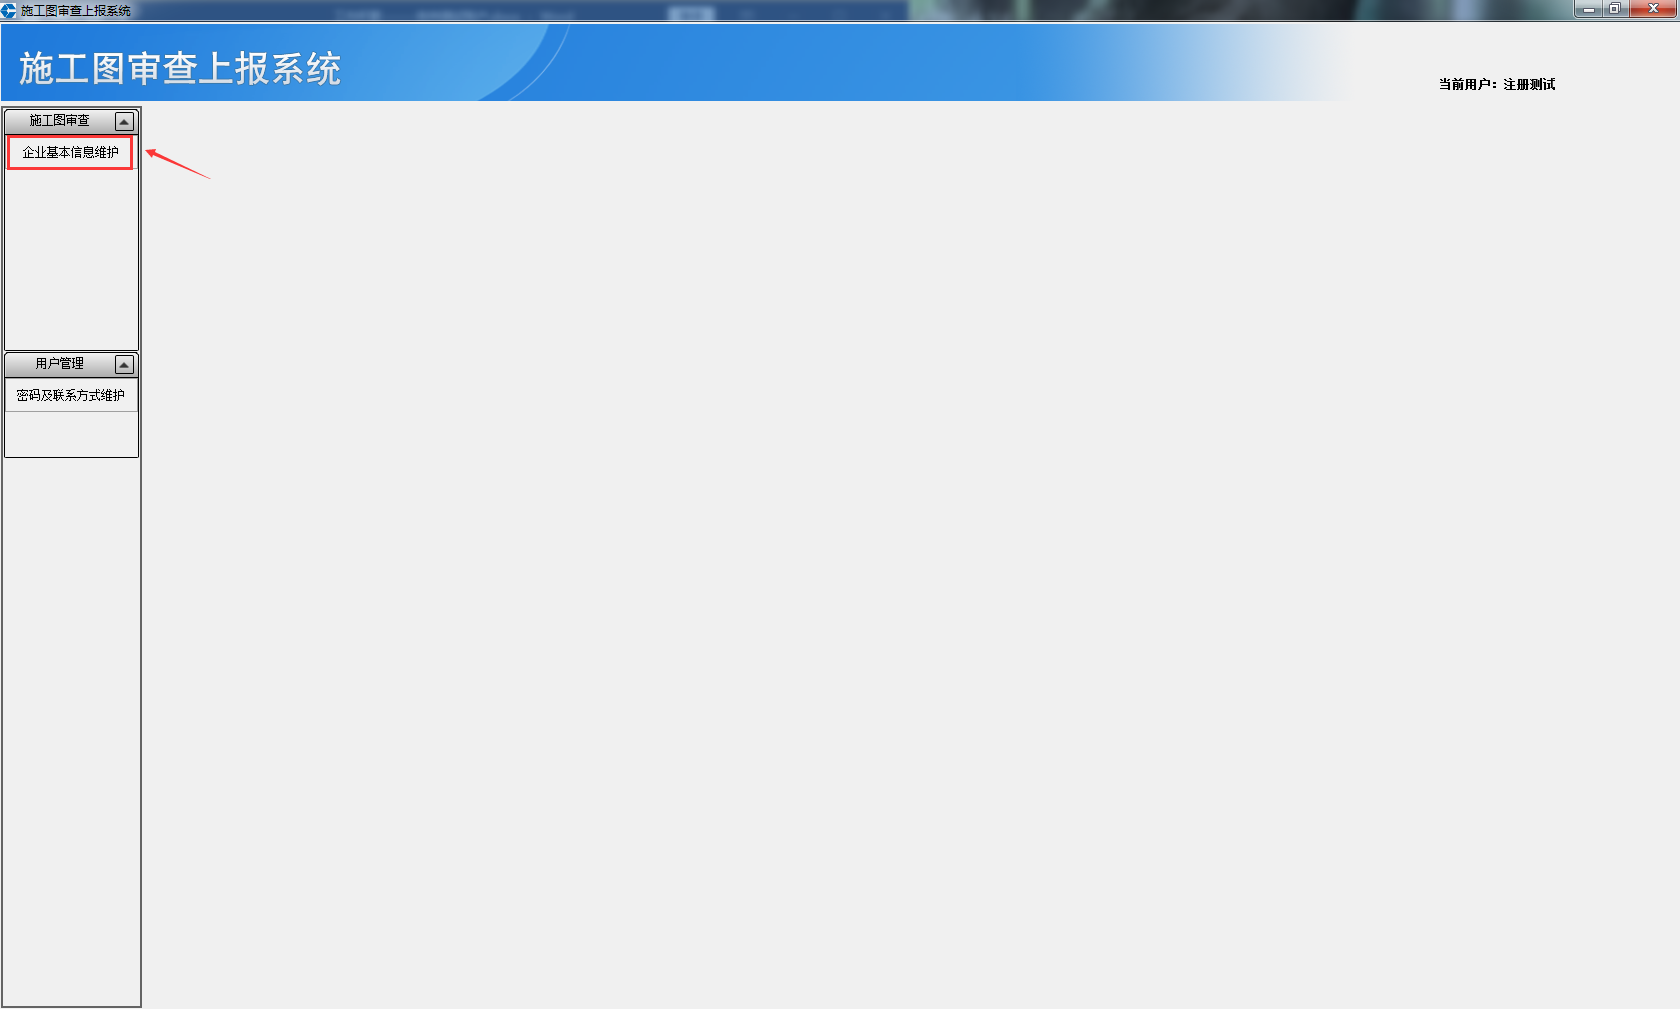 施工图审查上报系统
施工图审查上报系统
当前用户：注册测试
施工图审查
企业基本信息维护
用户管理
密码及联系方式维护